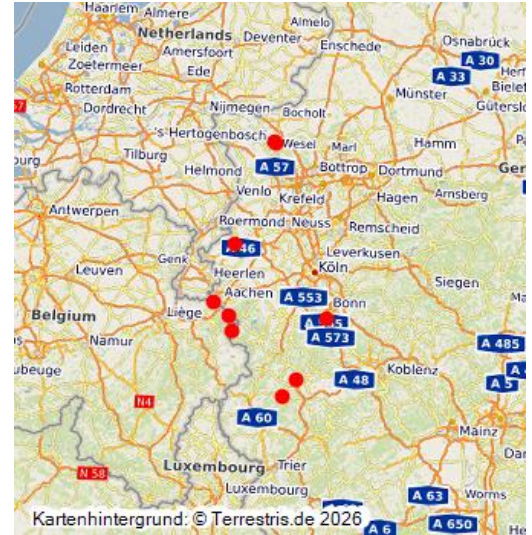 Haarlem Almere Almelo
Netherlands Deventer Enschede Osnabrück A 30
Leiden Amersfoort
Zoetermeer Ede A 33
Rotterdam Münster
57 Dordrecht Nijmegen Bocholt
's Hertogenbosch Wesel Marl Hamm
Tilburg Helmond A 57 Bottrop Dortmund
Venlo Krefeld Hagen Arnsberg
Antwerpen Roermond Neuss Remscheid
Genk A 46 Leverkusen
Leuven Heerlen Köln Siegen
Aachen A 553 Bonn
Belgium Liège
Namur A 573 A 485
Koblenz
N4 A 48 A 5
A 60 Mainz
N 58 Luxembourg Trier
Luxembourg A 63 Worms
Kartenhintergrund: © Terrestris.de 2026 A 6 A 650